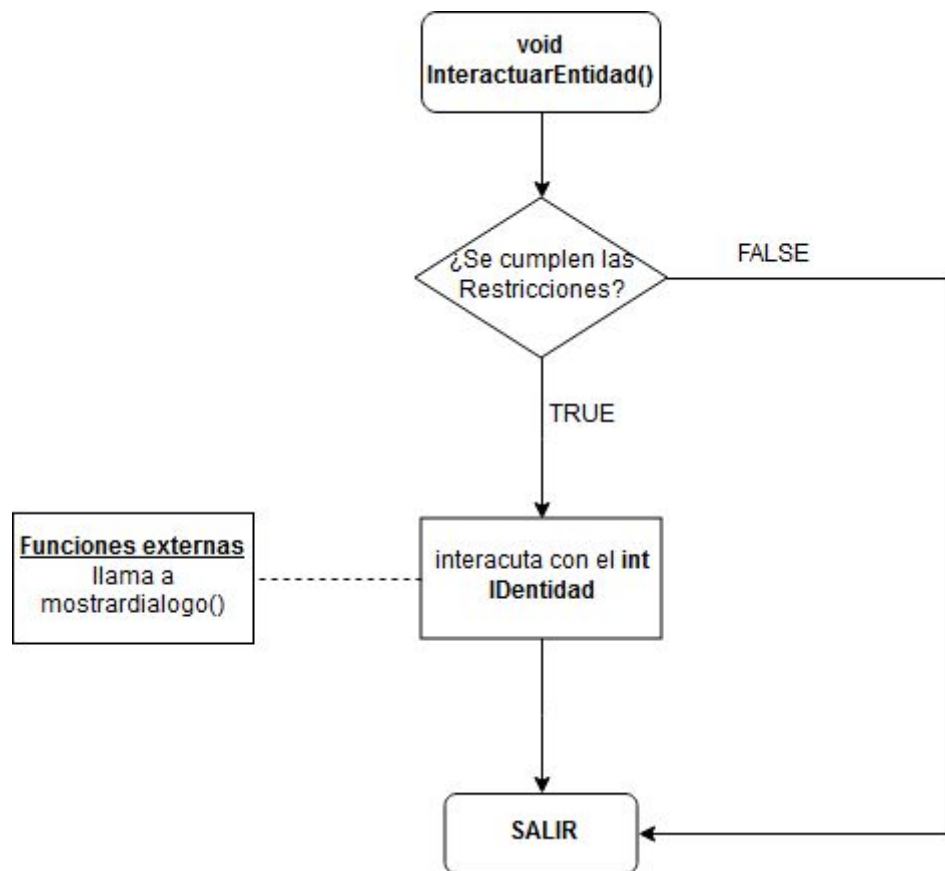 void
InteractuarEntidad()
¿Se cumplen las
Restricciones?
FALSE
TRUE
Funciones externas
llama a
mostrardialogo()
interacuta con el int
IDentidad
SALIR